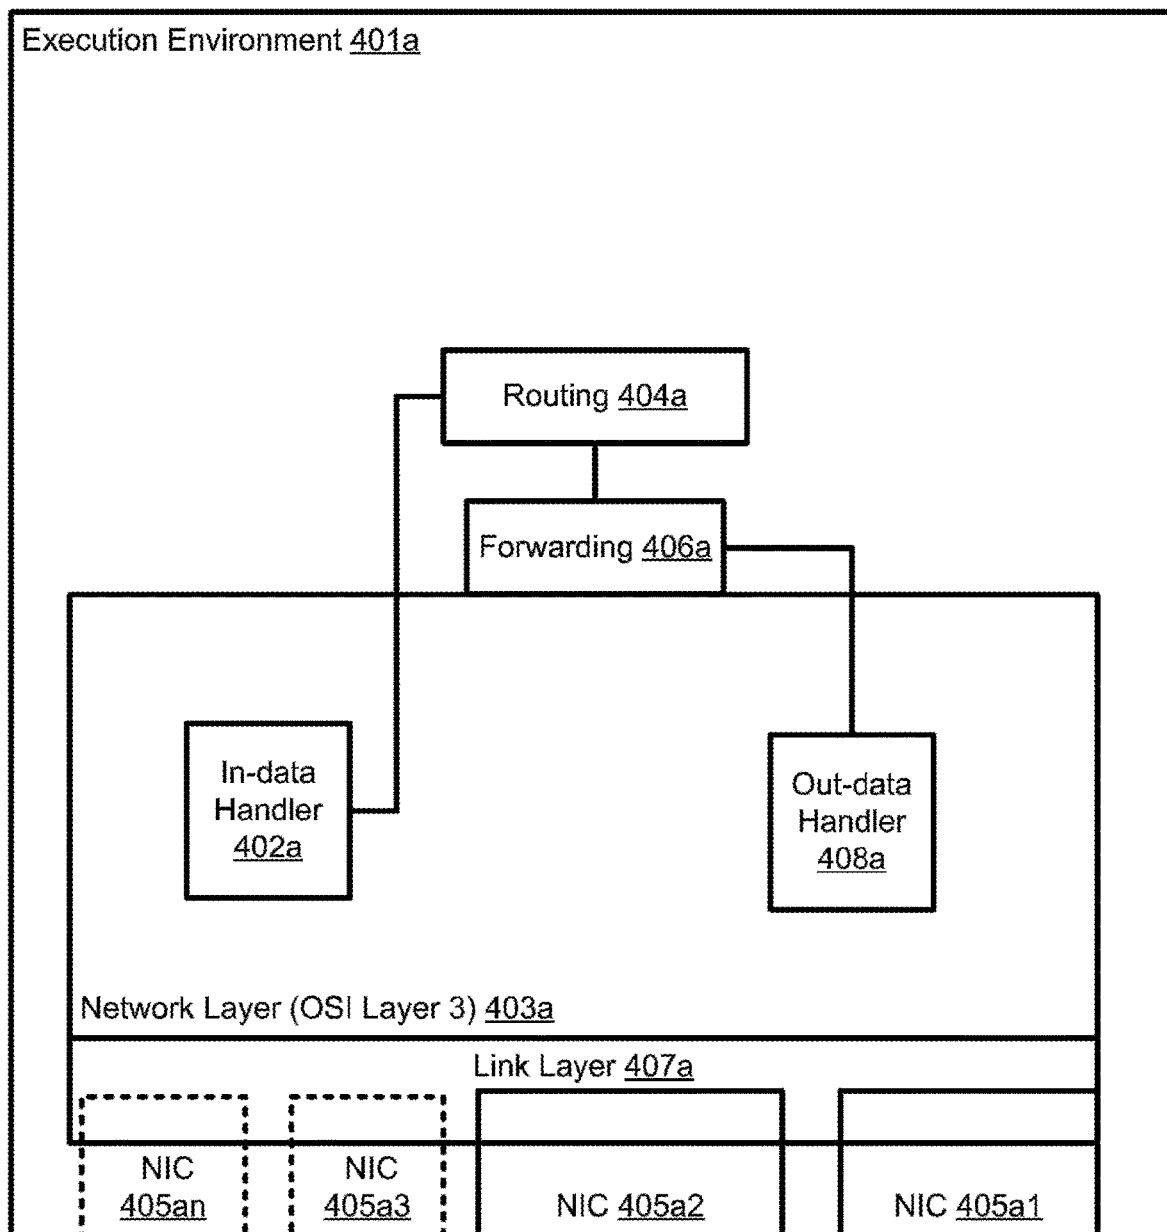 Execution Environment 401a
Routing 404a
Forwarding 406a
In-data
Handler
402a
Out-data
Handler
408a
Network Layer (OSI Layer 3) 403a
Link Layer 407a
NIC
405an
NIC
405a3
NIC 405a2
NIC 405a1